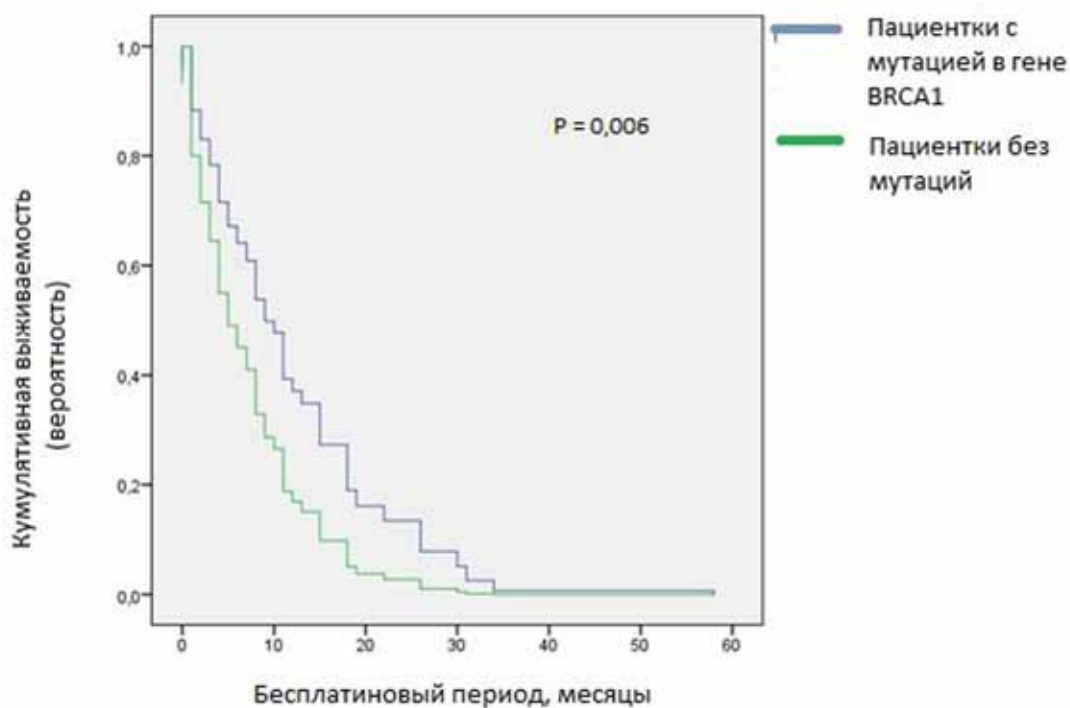 Пациентки с
мутацией в гене
BRCA1
Пациентки без
мутаций
P = 0,006
Кумулятивная выживаемость
(вероятность)
1,0
0,8
0,6
0,4
0,2
0,0
0
10
20
30
40
50
60
Бесплатиновый период, месяцы